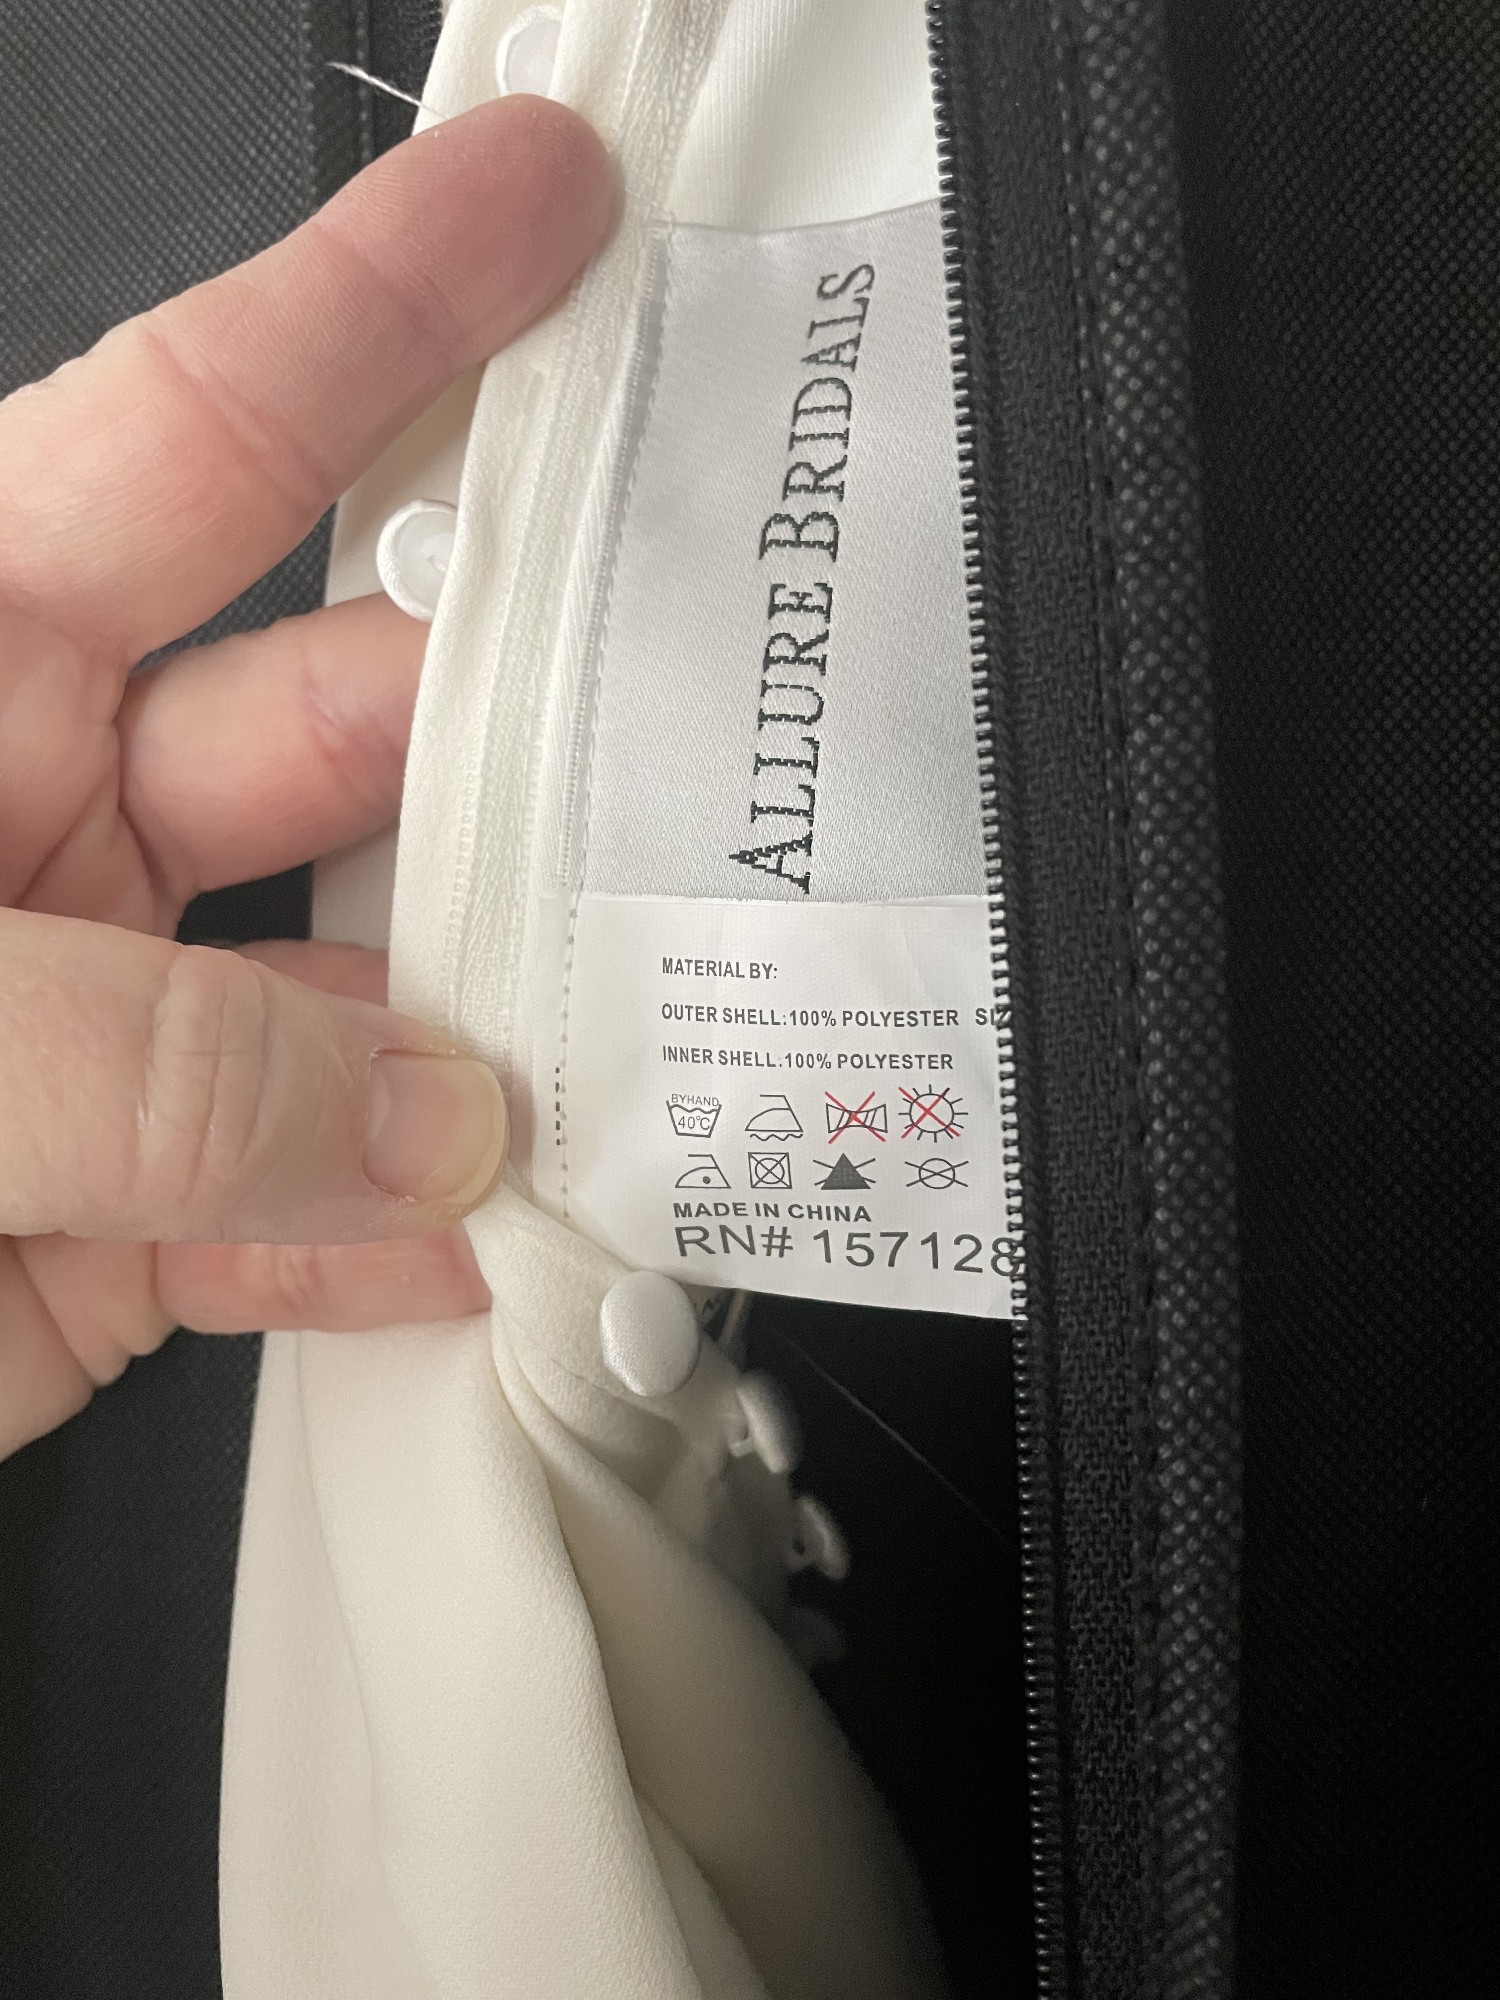 ALLURE BRIDALS
MATERIAL BY:
OUTER SHELL:100% POLYESTER
INNER SHELL:100% POLYESTER
BYHAND
40℃
MADE IN CHINA
RN# 157128